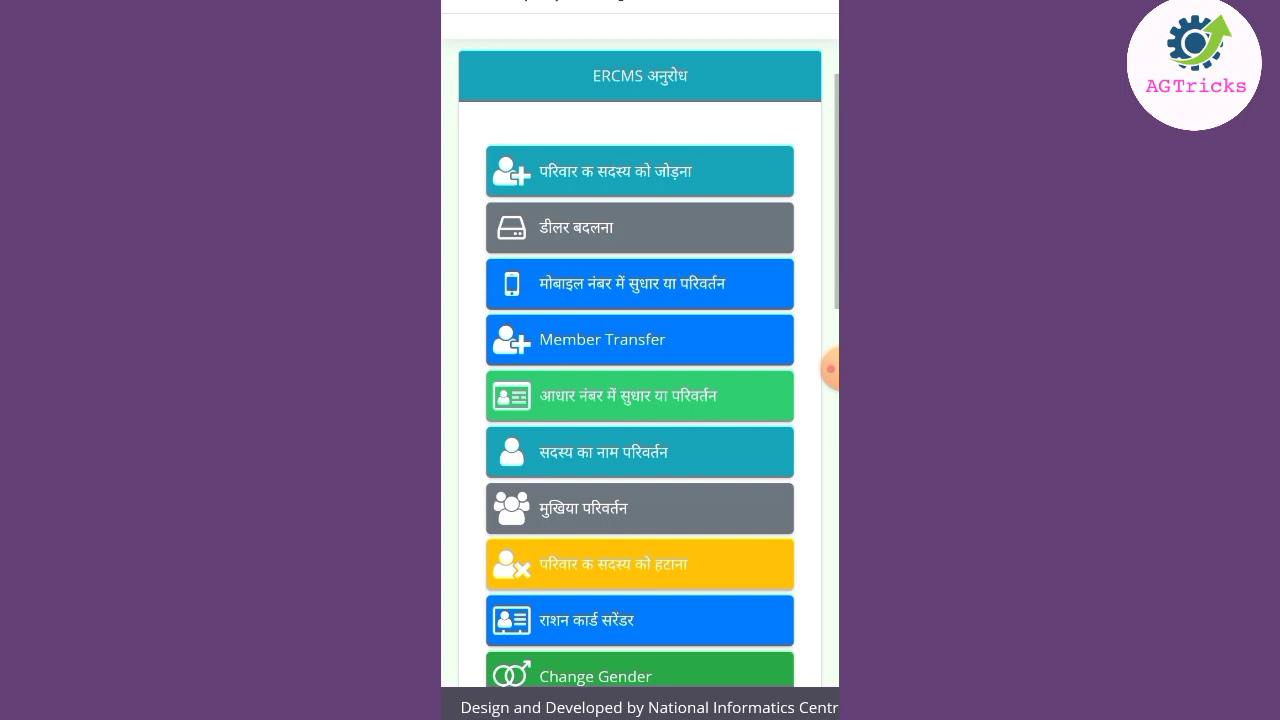 AGTricks
ERCMS अनुरोध
परिवार क सदस्य को जोड़ना
डीलर बदलना
मोबाइल नंबर में सुधार या परिवर्तन
Member Transfer
आधार नंबर में सुधार या परिवर्तन
सदस्य का नाम परिवर्तन
मुखिया परिवर्तन
परिवार क सदस्य को हटाना
राशन कार्ड सरेंडर
Change Gender
Design and Developed by National Informatics Centr